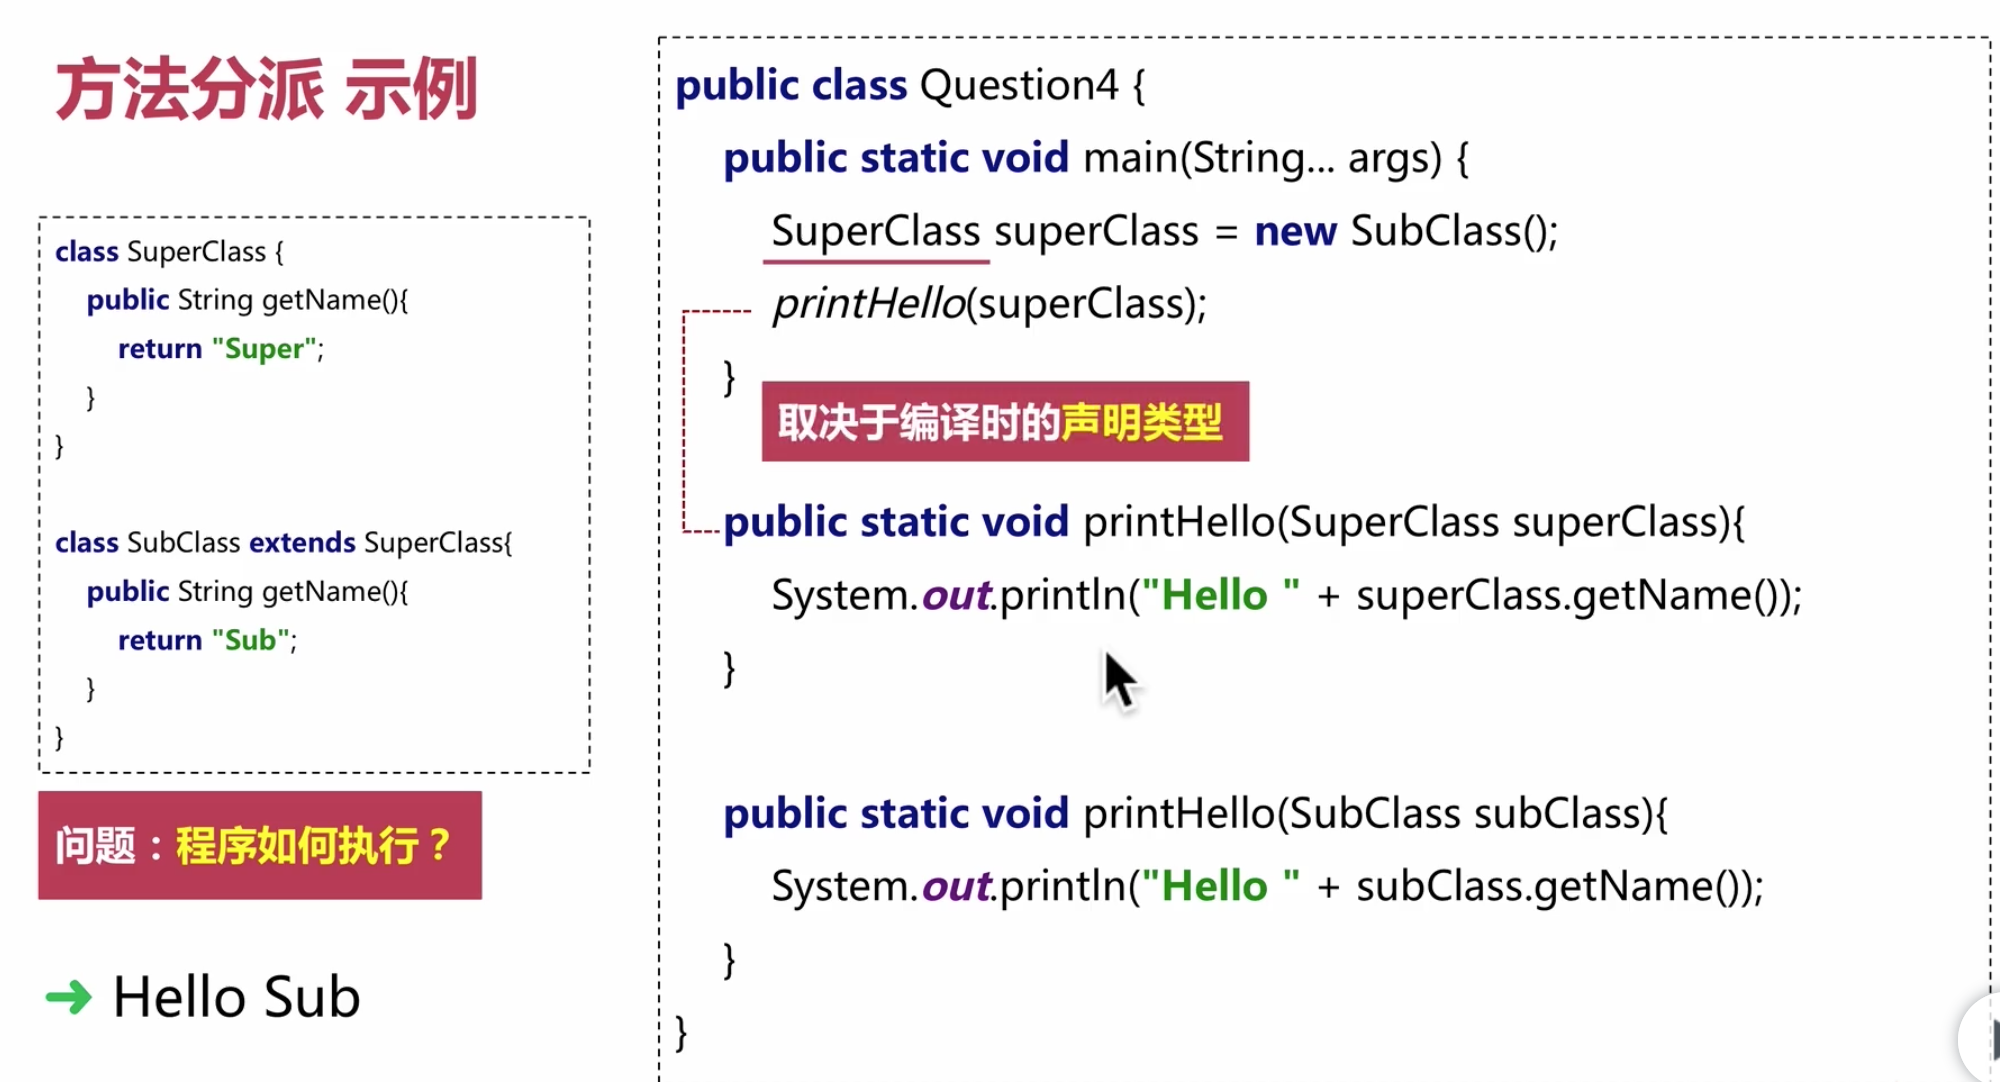 方法分派 示例
class SuperClass {
public String getName(){
return "Super";
}
}
class SubClass extends SuperClass{
public String getName(){
return "Sub";
}
}
问题：程序如何执行？
➜ Hello Sub
public class Question4 {
public static void main(String... args) {
SuperClass superClass = new SubClass();
printHello(superClass);
}
取决于编译时的声明类型
public static void printHello(SuperClass superClass){
System.out.println("Hello " + superClass.getName());
}
public static void printHello(SubClass subClass){
System.out.println("Hello " + subClass.getName());
}
}